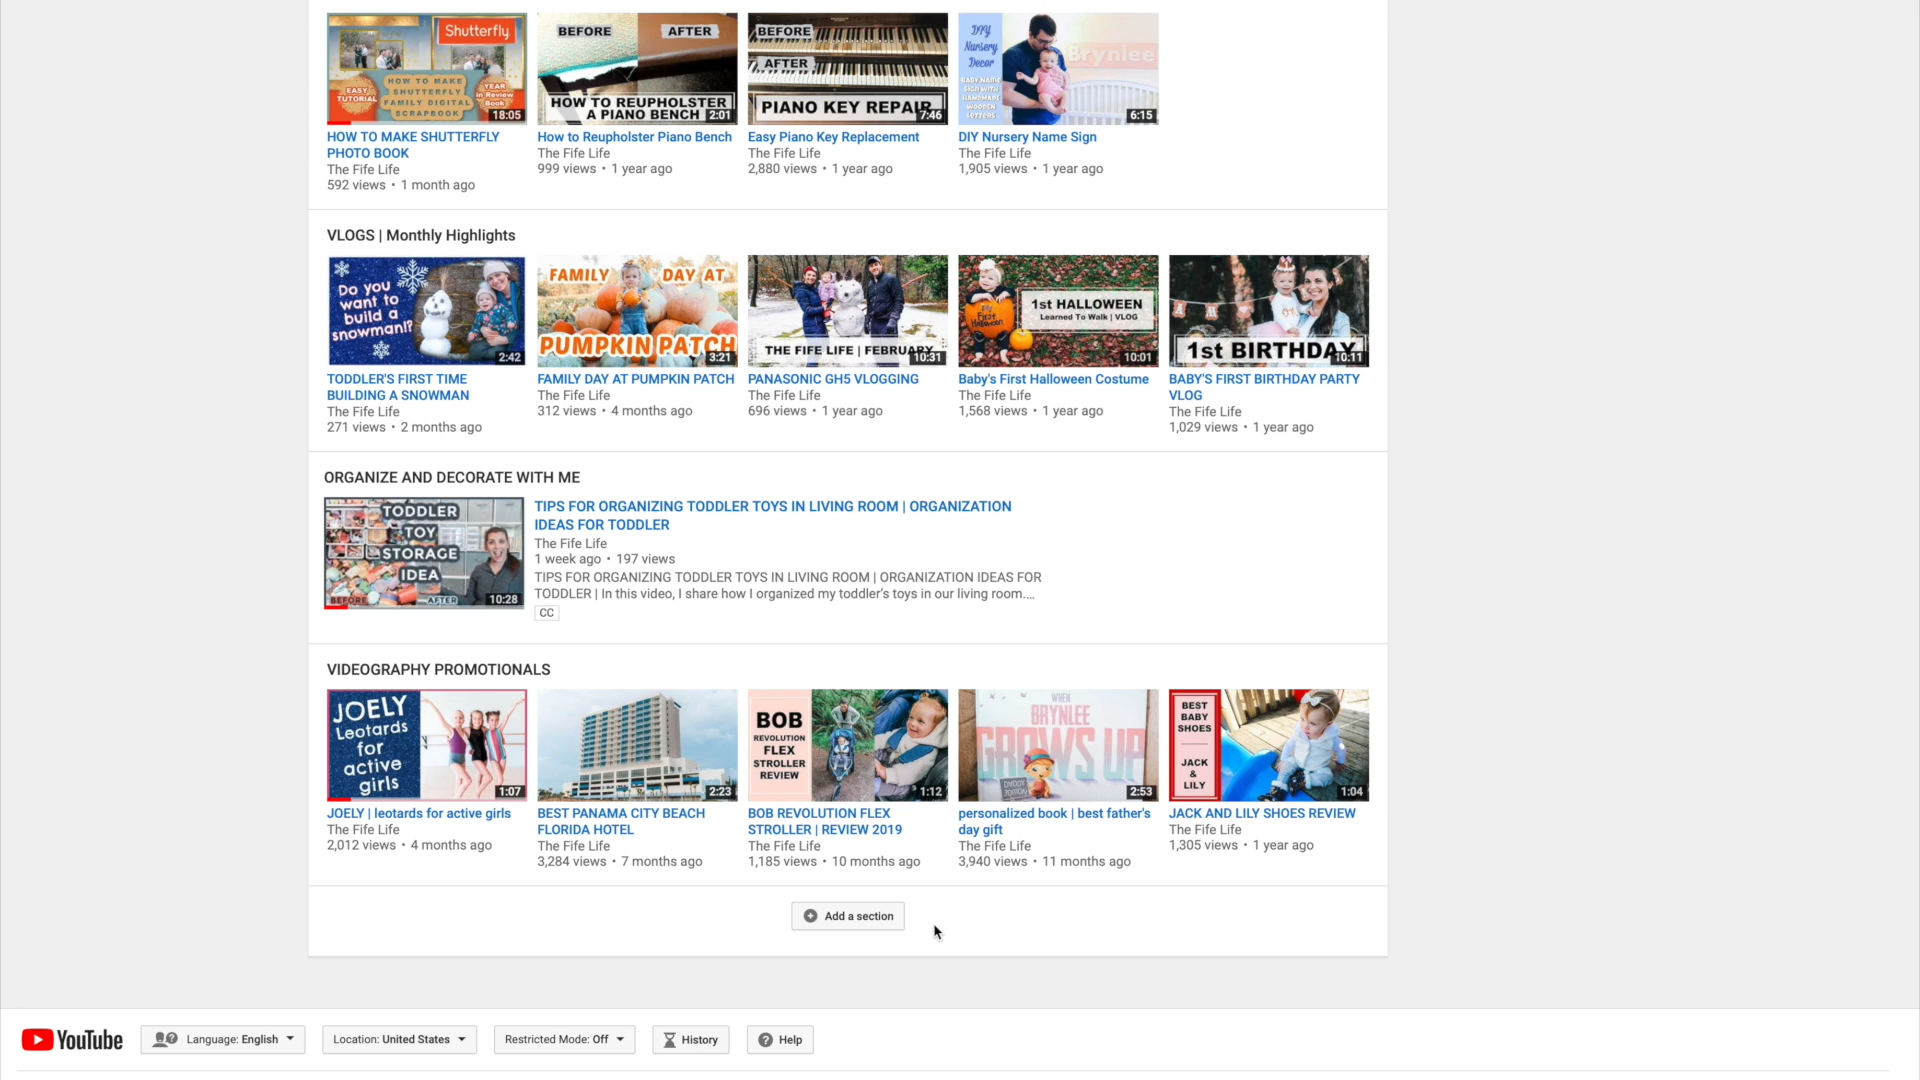 Shutterfly
HOW TO MAKE
SHUTTERFLY
FAMILY DIGITAL
SCRAPBOOK
EASY
TUTORIAL
YEAR
in Review
Book
18:05
HOW TO MAKE SHUTTERFLY
PHOTO BOOK
The Fife Life
592 views • 1 month ago
BEFORE AFTER
HOW TO REUPHOLSTER
A PIANO BENCH
2:01
How to Reupholster Piano Bench
The Fife Life
999 views • 1 year ago
BEFORE
AFTER
PIANO KEY REPAIR
7:46
Easy Piano Key Replacement
The Fife Life
2,880 views • 1 year ago
DIY
Nursery
Decor
BABY NAME
SIGN WITH
HANDMADE
WOODEN
LETTERS
Brynlee
6:15
DIY Nursery Name Sign
The Fife Life
1,905 views • 1 year ago
VLOGS | Monthly Highlights
Do you
want to
build a
snowman!?
2:42
TODDLER'S FIRST TIME
BUILDING A SNOWMAN
The Fife Life
271 views • 2 months ago
FAMILY DAY AT
PUMPKIN PATCH
3:21
FAMILY DAY AT PUMPKIN PATCH
The Fife Life
312 views • 4 months ago
THE FIFE LIFE | FEBRUARY
10:31
PANASONIC GH5 VLOGGING
The Fife Life
696 views • 1 year ago
My
First
Halloween
1st HALLOWEEN
Learned To Walk | VLOG
10:01
Baby's First Halloween Costume
The Fife Life
1,568 views • 1 year ago
1st BIRTHDAY
10:11
BABY'S FIRST BIRTHDAY PARTY
VLOG
The Fife Life
1,029 views • 1 year ago
ORGANIZE AND DECORATE WITH ME
TODDLER
TOY
STORAGE
IDEA
BEFORE AFTER
10:28
TIPS FOR ORGANIZING TODDLER TOYS IN LIVING ROOM | ORGANIZATION
IDEAS FOR TODDLER
The Fife Life
1 week ago • 197 views
TIPS FOR ORGANIZING TODDLER TOYS IN LIVING ROOM | ORGANIZATION IDEAS FOR
TODDLER | In this video, I share how I organized my toddler's toys in our living room....
CC
VIDEOGRAPHY PROMOTIONALS
JOELY
Leotards
for
active
girls
1:07
JOELY | leotards for active girls
The Fife Life
2,012 views • 4 months ago
2:23
BEST PANAMA CITY BEACH
FLORIDA HOTEL
The Fife Life
3,284 views • 7 months ago
BOB
REVOLUTION
FLEX
STROLLER
REVIEW
1:12
BOB REVOLUTION FLEX
STROLLER | REVIEW 2019
The Fife Life
1,185 views • 10 months ago
WHEN
BRYNLEE
GROWS UP
2:53
personalized book | best father's
day gift
The Fife Life
3,940 views • 11 months ago
BEST
BABY
SHOES
JACK
&
LILY
1:04
JACK AND LILY SHOES REVIEW
The Fife Life
1,305 views • 1 year ago
Add a section
YouTube
Language: English
Location: United States
Restricted Mode: Off
History
Help